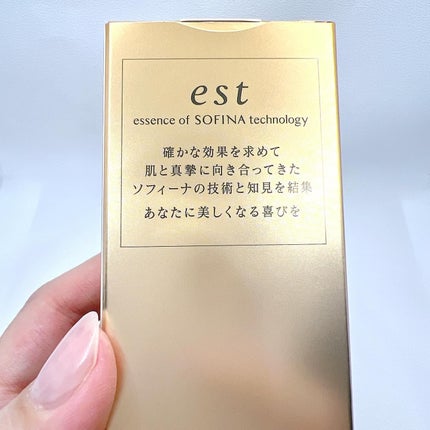 est
essence of SOFINA technology
確かな効果を求めて
肌と真摯に向き合ってきた
ソフィーナの技術と知見を結集
あなたに美しくなる喜びを